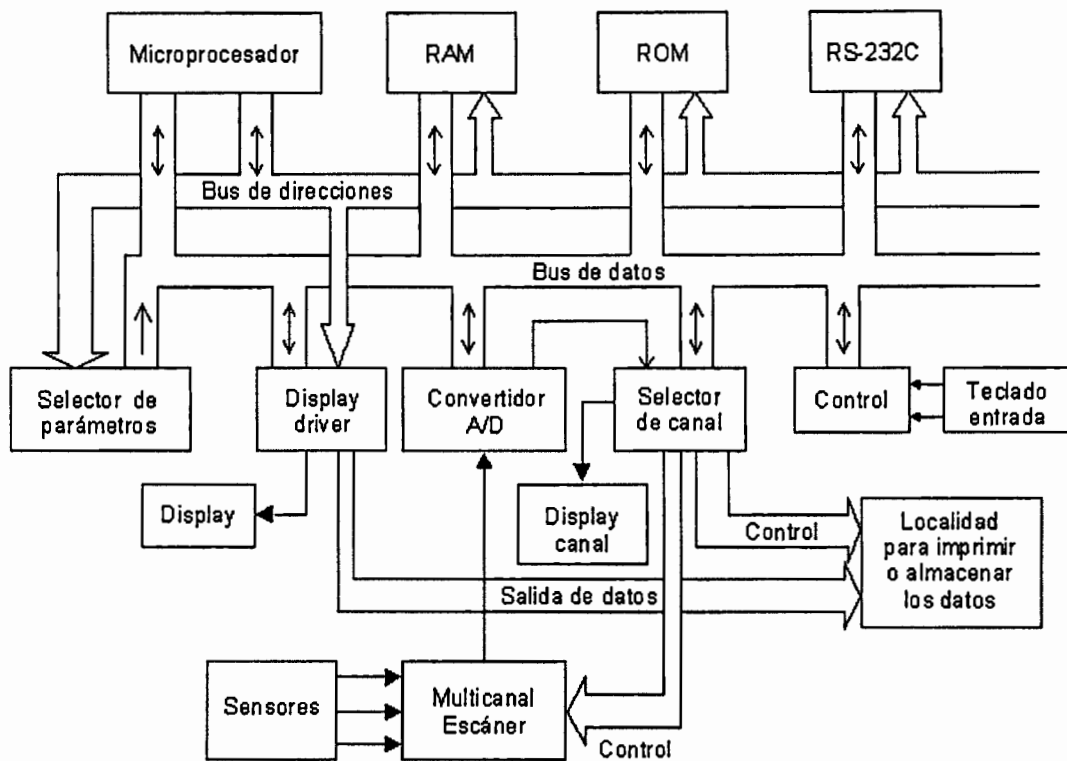 Microprocesador
RAM
ROM
RS-232C
Bus de direcciones
Bus de datos
Selector de
parámetros
Display
driver
Convertidor
A/D
Selector
de canal
Control
Teclado
entrada
Display
Display
canal
Control
Localidad
para imprimir
o almacenar
los datos
Salida de datos
Sensores
Multicanal
Escáner
Control